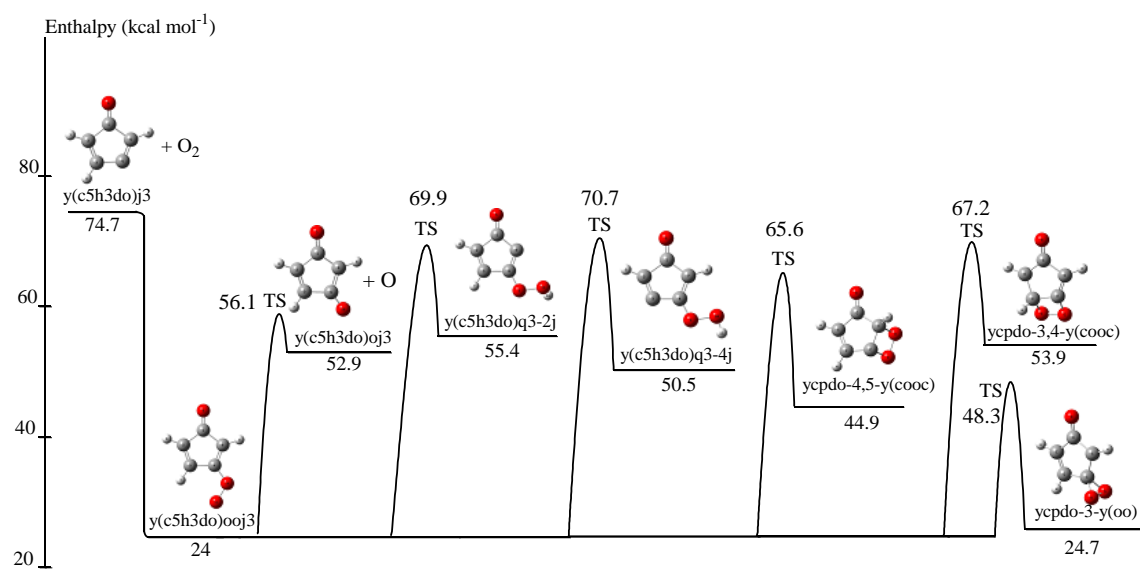 Enthalpy (kcal mol-1)
80
60
40
20
+ O2
y(c5h3do)j3
74.7
y(c5h3do)ooj3
24
56.1
TS
+ O
y(c5h3do)oj3
52.9
69.9
TS
y(c5h3do)q3-2j
55.4
70.7
TS
y(c5h3do)q3-4j
50.5
65.6
TS
ycpdo-4,5-y(cooc)
44.9
67.2
TS
ycpdo-3,4-y(cooc)
53.9
TS
48.3
ycpdo-3-y(oo)
24.7